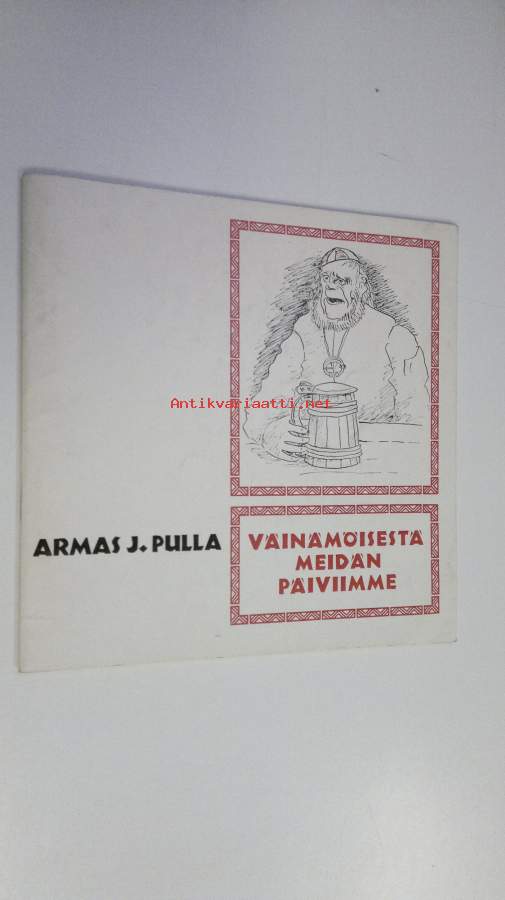 Antikvariaatti.net
ARMAS J. PULLA
VÄINÄMÖISESTÄ
MEIDÄN
PÄIVIIMME